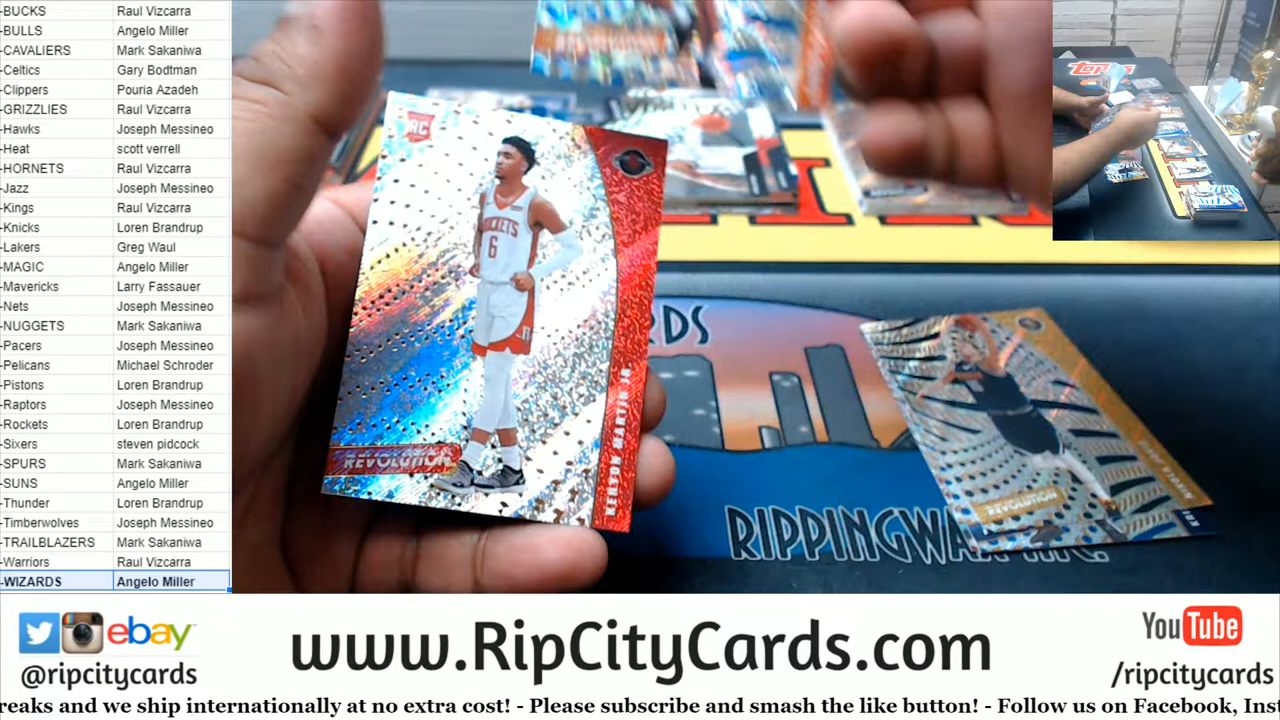 -BUCKS Raul Vizcarra
-BULLS Angelo Miller
-CAVALIERS Mark Sakaniwa
-Celtics Gary Bodtman
-Clippers Pouria Azadeh
-GRIZZLIES Raul Vizcarra
-Hawks Joseph Messineo
-Heat scott verrell
-HORNETS Raul Vizcarra
-Jazz Joseph Messineo
-Kings Raul Vizcarra
-Knicks Loren Brandrup
-Lakers Greg Waul
-MAGIC Angelo Miller
-Mavericks Larry Fassauer
-Nets Joseph Messineo
-NUGGETS Mark Sakaniwa
-Pacers Joseph Messineo
-Pelicans Michael Schroder
-Pistons Loren Brandrup
-Raptors Joseph Messineo
-Rockets Loren Brandrup
-Sixers steven pidcock
-SPURS Mark Sakaniwa
-SUNS Angelo Miller
-Thunder Loren Brandrup
-Timberwolves Joseph Messineo
-TRAILBLAZERS Mark Sakaniwa
-Warriors Raul Vizcarra
-WIZARDS Angelo Miller
RC
ROCKETS
6
REVOLUTION
KENYON MARTIN JR.
RDS
REVOLUTION
RIPPINGWAX
Topps
ebay
@ripcitycards
www.RipCityCards.com
YouTube
/ripcitycards
reaks and we ship internationally at no extra cost! - Please subscribe and smash the like button! - Follow us on Facebook, Inst